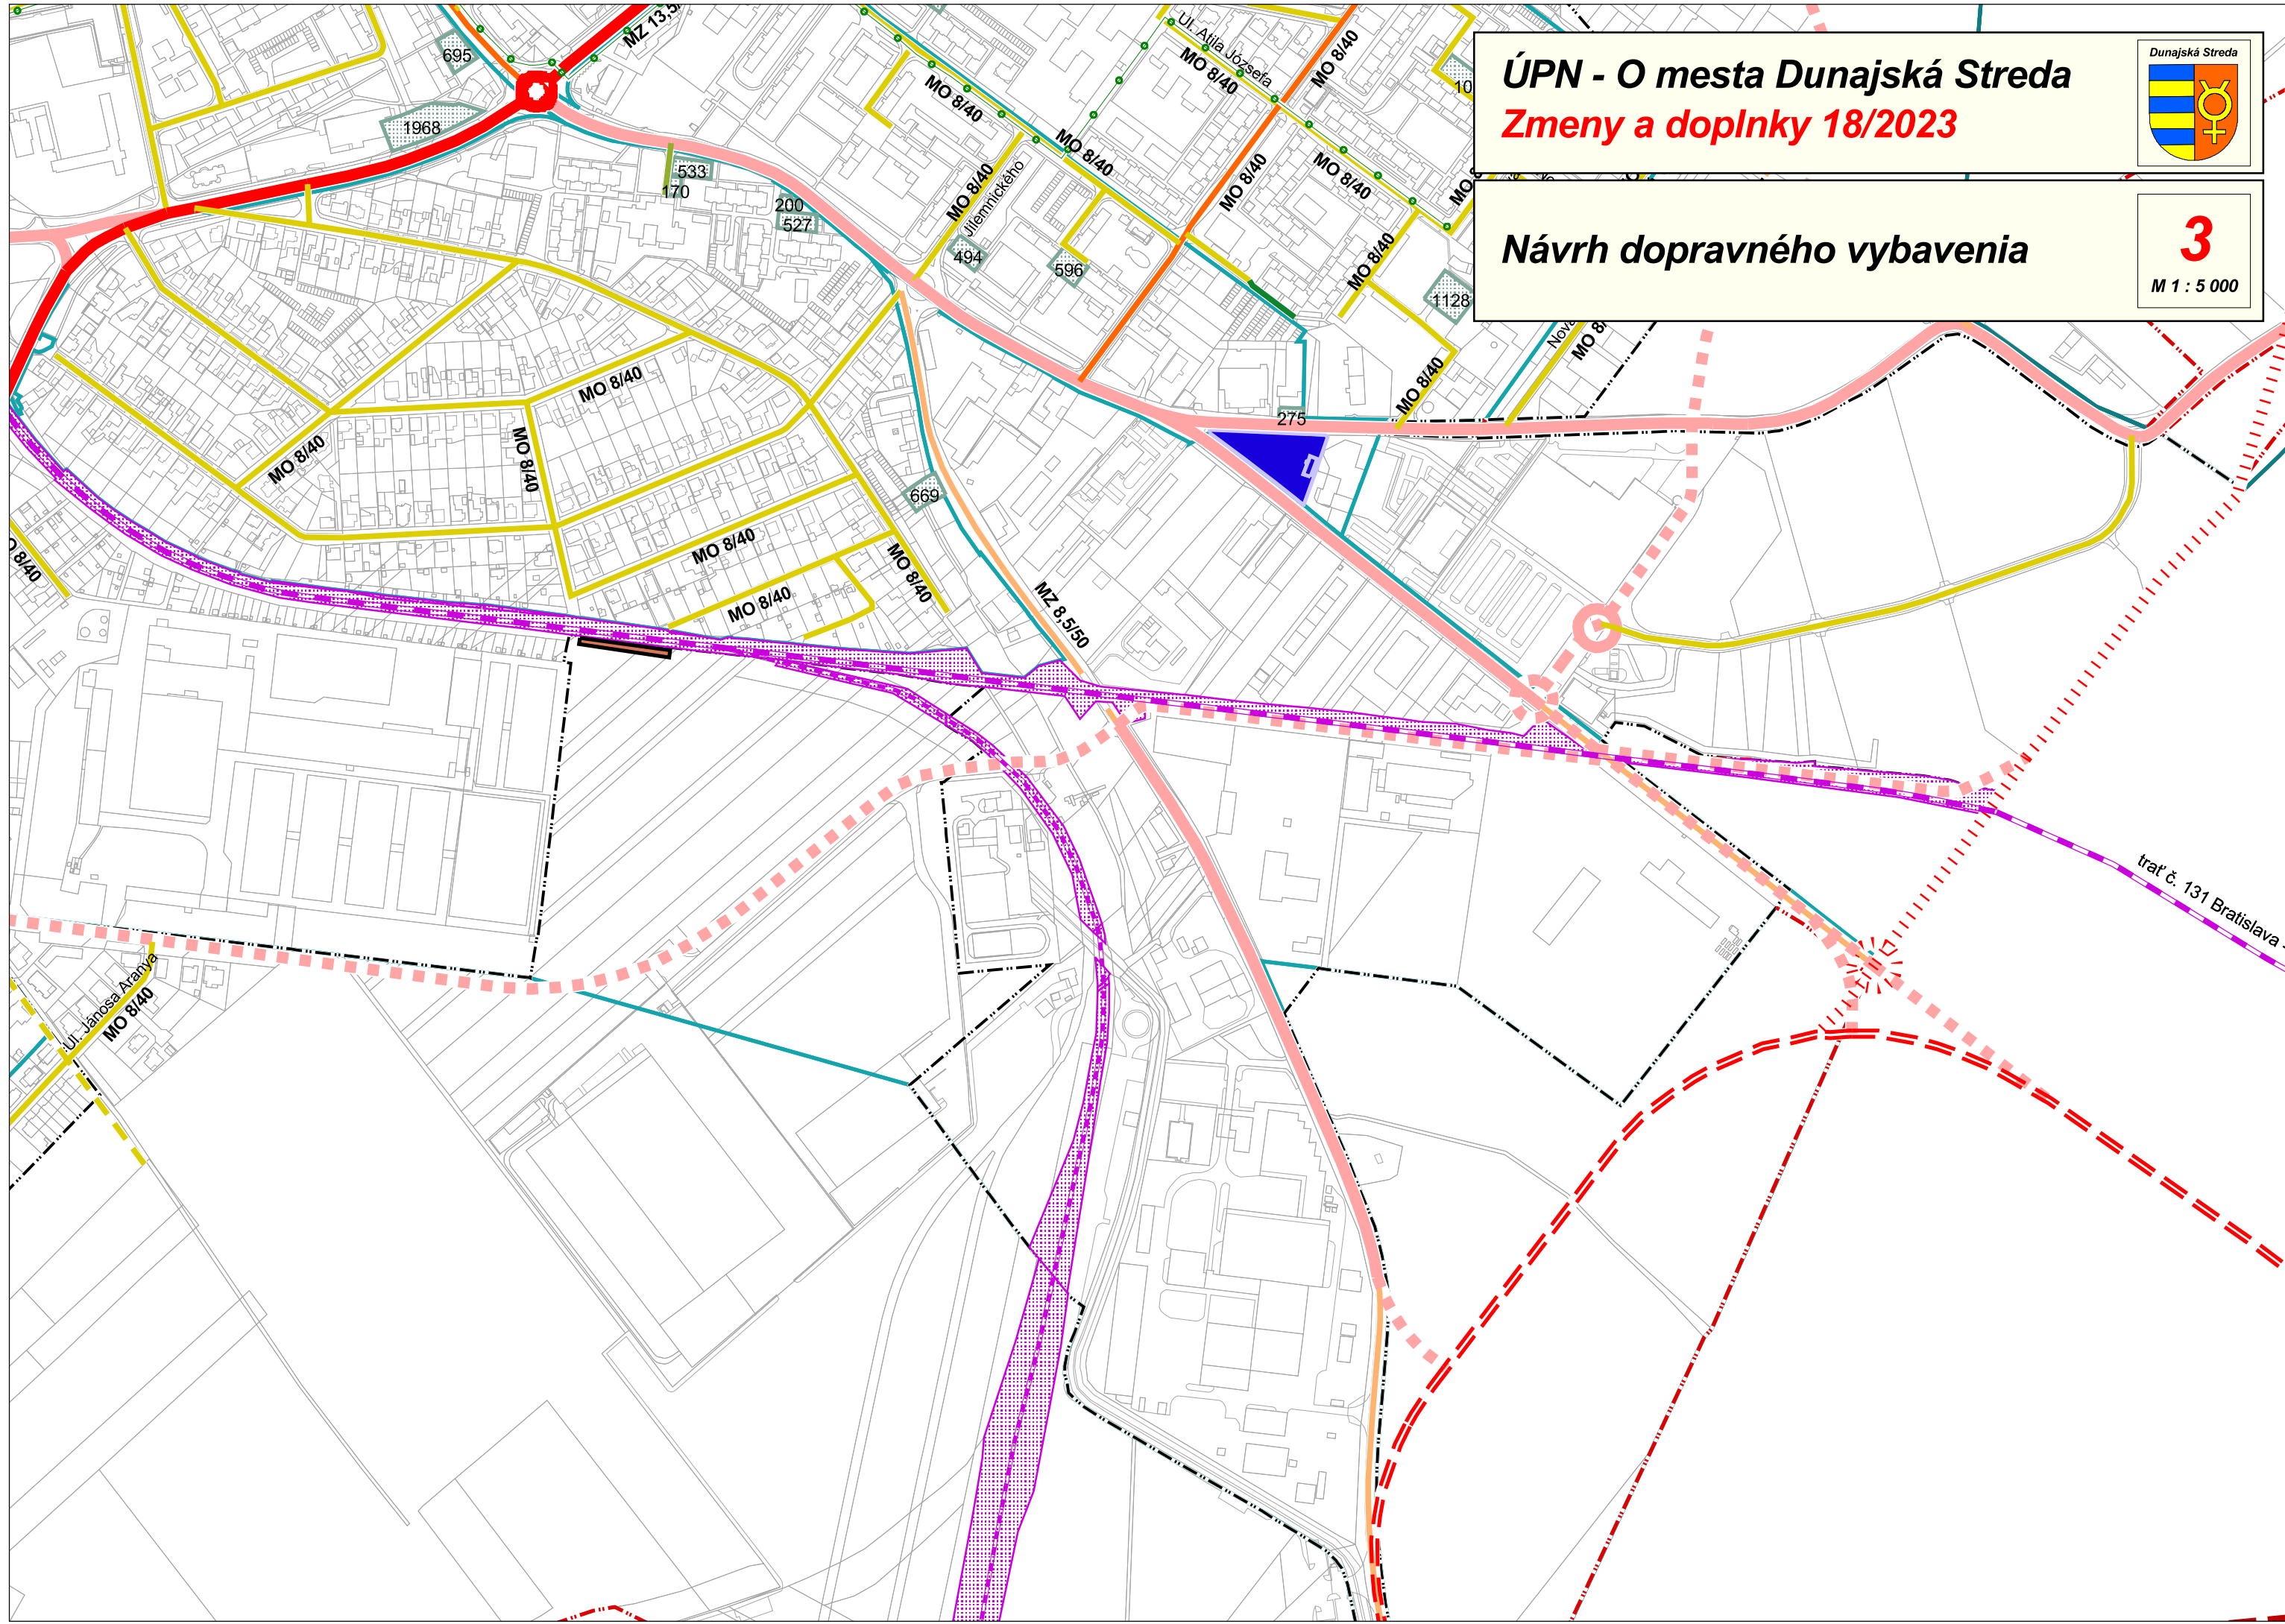 Dunajská Streda
ÚPN - O mesta Dunajská Streda
Zmeny a doplnky 18/2023
Návrh dopravného vybavenia
3
M 1 : 5 000
695
1968
533
170
200
527
494
596
1128
275
669
Ul. Atila Józsefa
MO 8/40
MO 8/40
MO 8/40
MO 8/40
MO 8/40
MO 8/40
MO 8/40
Jilemnického
MO 8/40
MO 8/40
MO 8/40
MO 8/40
MO 8/40
MO 8/40
MO 8/40
MO 8/40
MO 8/40
MZ 8,5/50
Ul. Jánosa Aranya
MO 8/40
trať č. 131 Bratislava